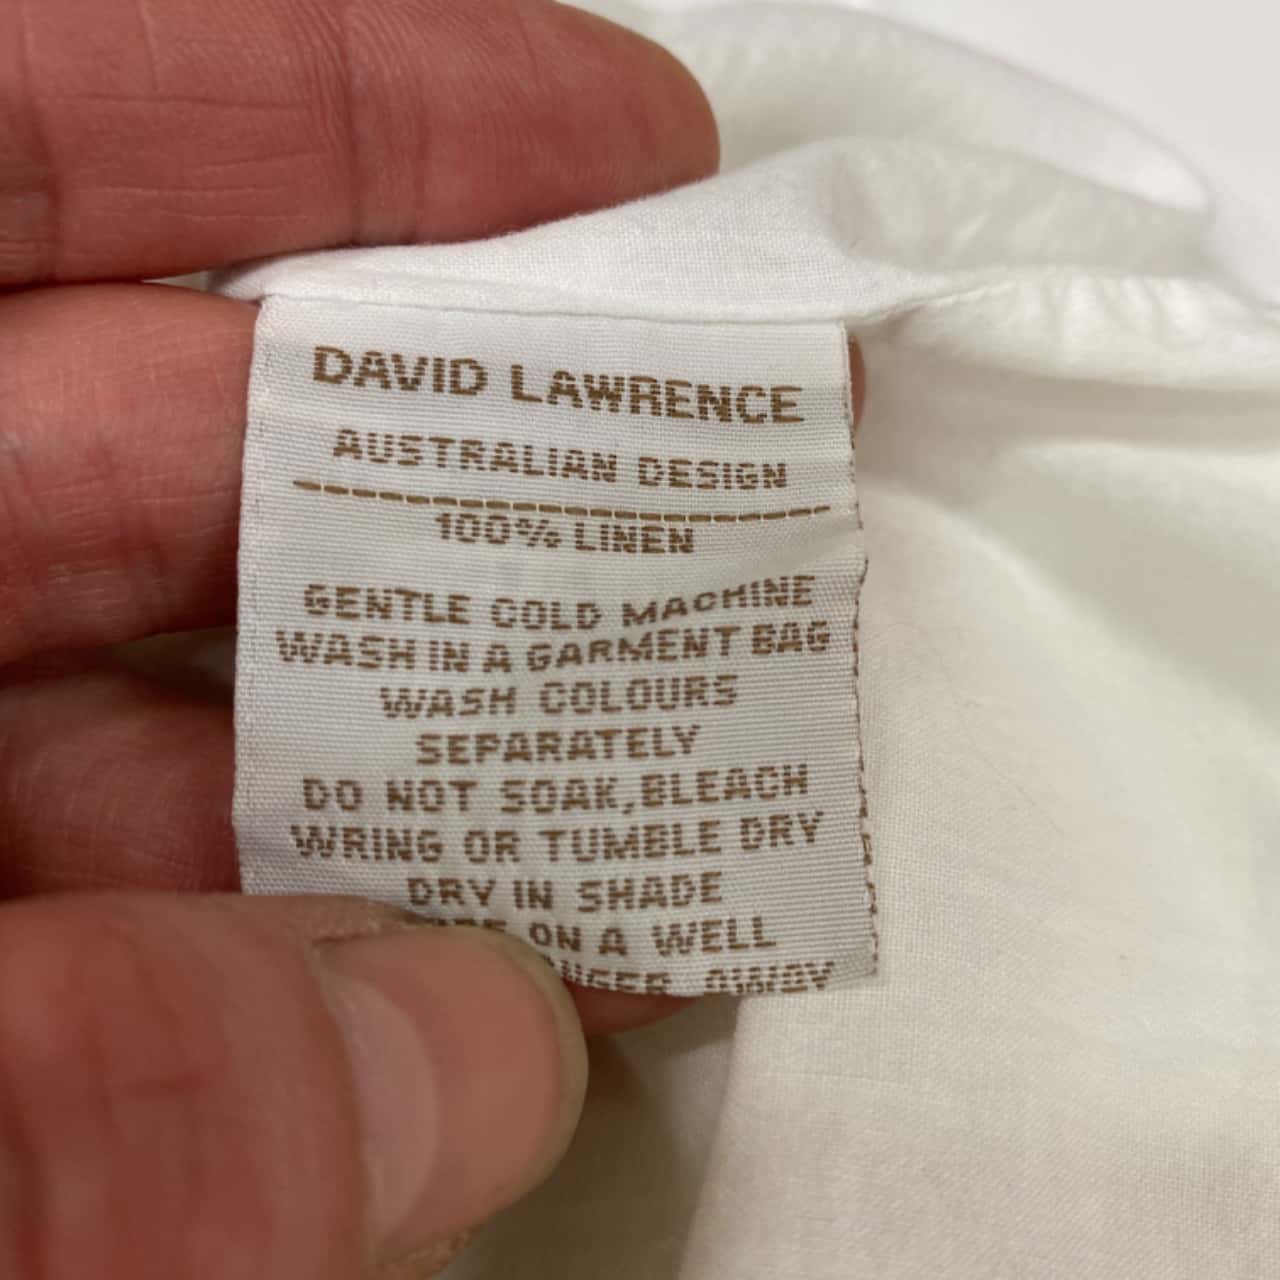 DAVID LAWRENCE
AUSTRALIAN DESIGN
100% LINEN
GENTLE COLD MACHINE
WASH IN A GARMENT BAG
WASH COLOURS
SEPARATELY
DO NOT SOAK, BLEACH
WRING OR TUMBLE DRY
DRY IN SHADE
ON A WELL
AWAY